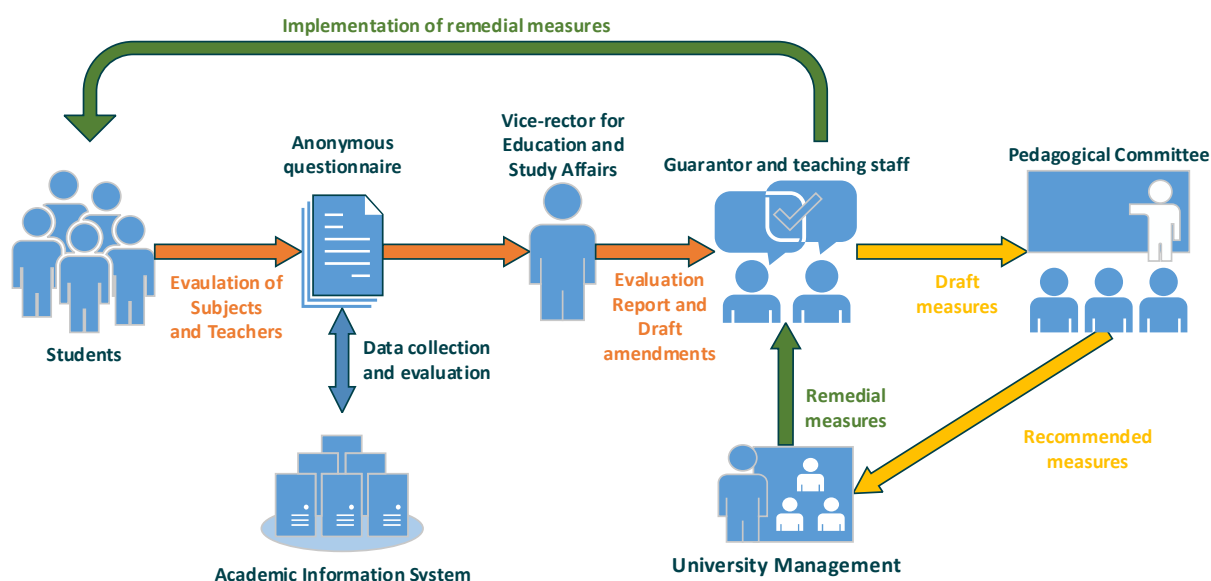 Implementation of remedial measures
Vice-rector for
Education and
Study Affairs
Anonymous
questionnaire
Guarantor and teaching staff
Pedagogical Committee
Evaulation of
Subjects
and Teachers
Students
Evaluation
Report and
Draft
amendments
Draft
measures
Data collection
and evaluation
Remedial
measures
Recommended
measures
Academic Information System
University Management